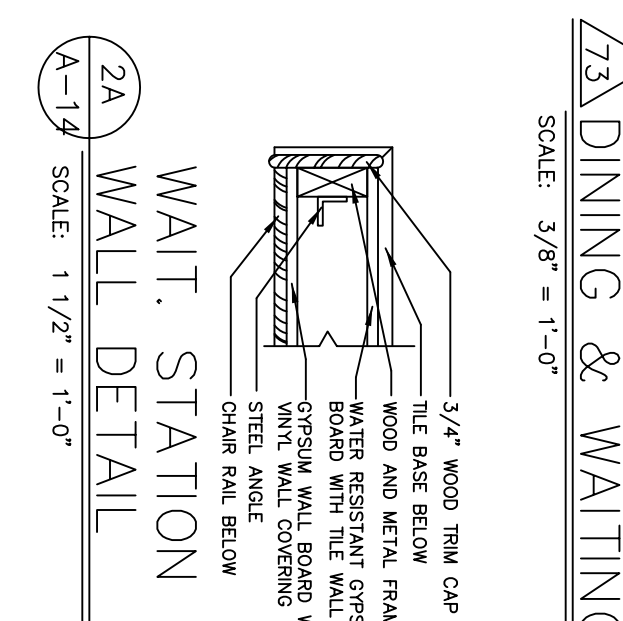 73
DINING & WAITING
SCALE: 3/8" = 1'-0"
3/4" WOOD TRIM CAP
TILE BASE BELOW
WOOD AND METAL
WATER RESISTANT
BOARD WITH TILE WALL
GYPSUM WALL BOARD
VINYL WALL COVERING
STEEL ANGLE
CHAIR RAIL BELOW
2A
A-14
WAIT. STATION
WALL DETAIL
SCALE: 1 1/2" = 1'-0"